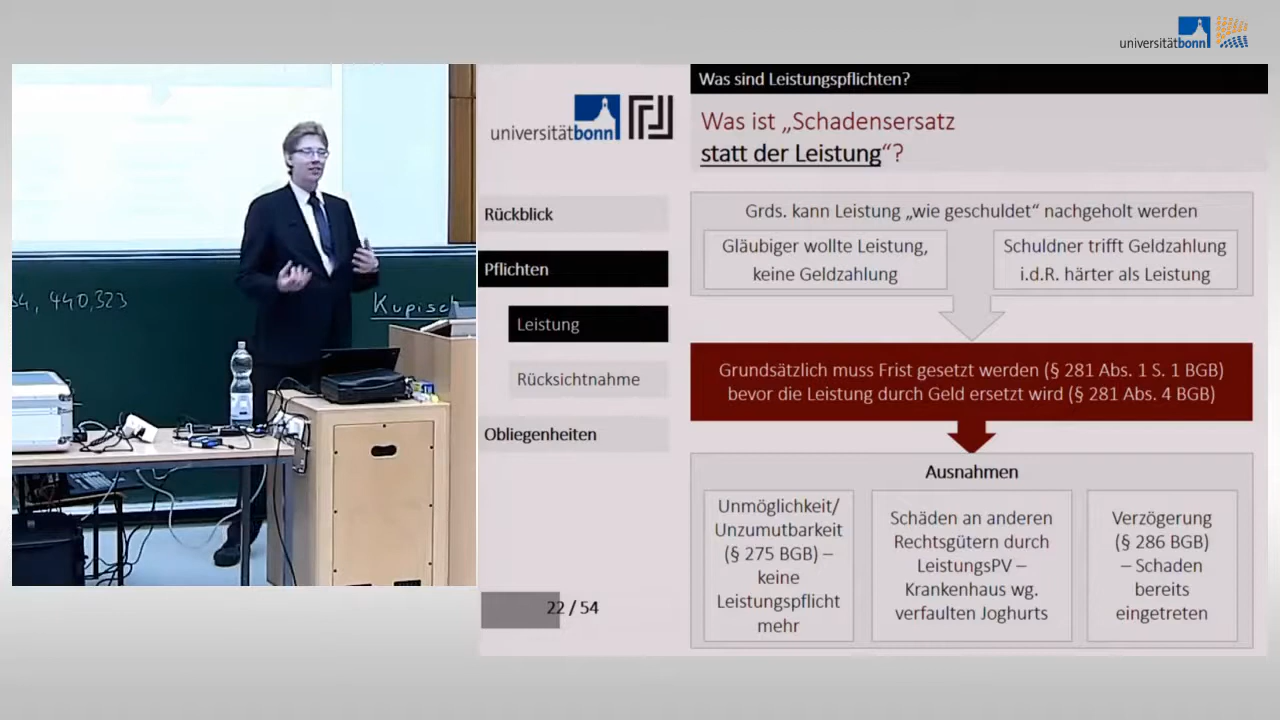 universitätbonn
Was sind Leistungspflichten?
universitätbonn
Was ist „Schadensersatz
statt der Leistung“?
Rückblick
Pflichten
Leistung
Rücksichtnahme
Obliegenheiten
22 / 54
Grds. kann Leistung „wie geschuldet“ nachgeholt werden
Gläubiger wollte Leistung,
keine Geldzahlung
Schuldner trifft Geldzahlung
i.d.R. härter als Leistung
Grundsätzlich muss Frist gesetzt werden (§ 281 Abs. 1 S. 1 BGB)
bevor die Leistung durch Geld ersetzt wird (§ 281 Abs. 4 BGB)
Ausnahmen
Unmöglichkeit/
Unzumutbarkeit
(§ 275 BGB) –
keine
Leistungspflicht
mehr
Schäden an anderen
Rechtsgütern durch
LeistungsPV –
Krankenhaus wg.
verfaulten Joghurts
Verzögerung
(§ 286 BGB)
– Schaden
bereits
eingetreten
440,323